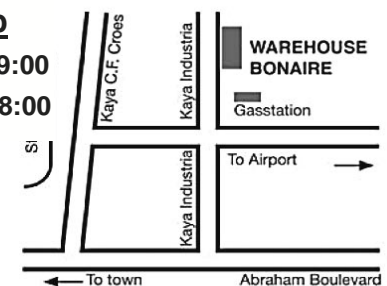 9:00
8:00
Kaya C.F. Croes
Kaya Industria
WAREHOUSE
BONAIRE
Gasstation
Kaya Industria
To Airport
To town
Abraham Boulevard